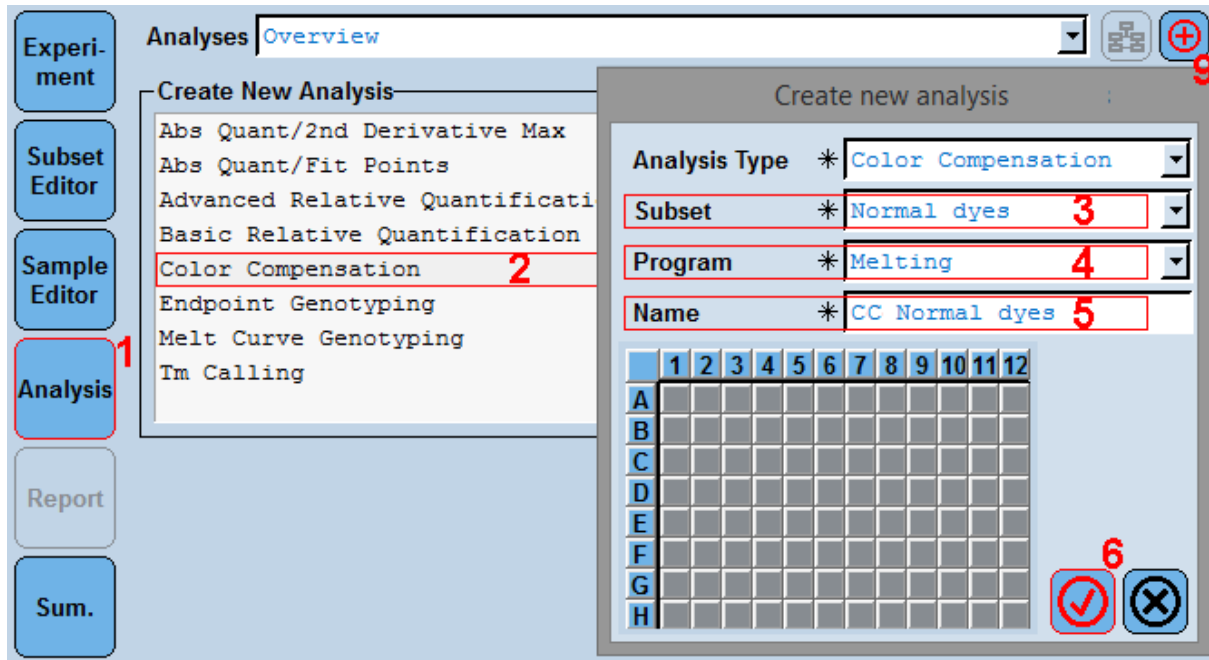 Experi-
ment
Subset
Editor
Sample
Editor
Analysis
1
Report
Sum.
Analyses Overview
9
Create New Analysis
Abs Quant/2nd Derivative Max
Abs Quant/Fit Points
Advanced Relative Quantificati
Basic Relative Quantification
Color Compensation 2
Endpoint Genotyping
Melt Curve Genotyping
Tm Calling
Create new analysis
Analysis Type * Color Compensation
Subset * Normal dyes 3
Program * Melting 4
Name * CC Normal dyes 5
1 2 3 4 5 6 7 8 9 10 11 12
A
B
C
D
E
F
G
H
6